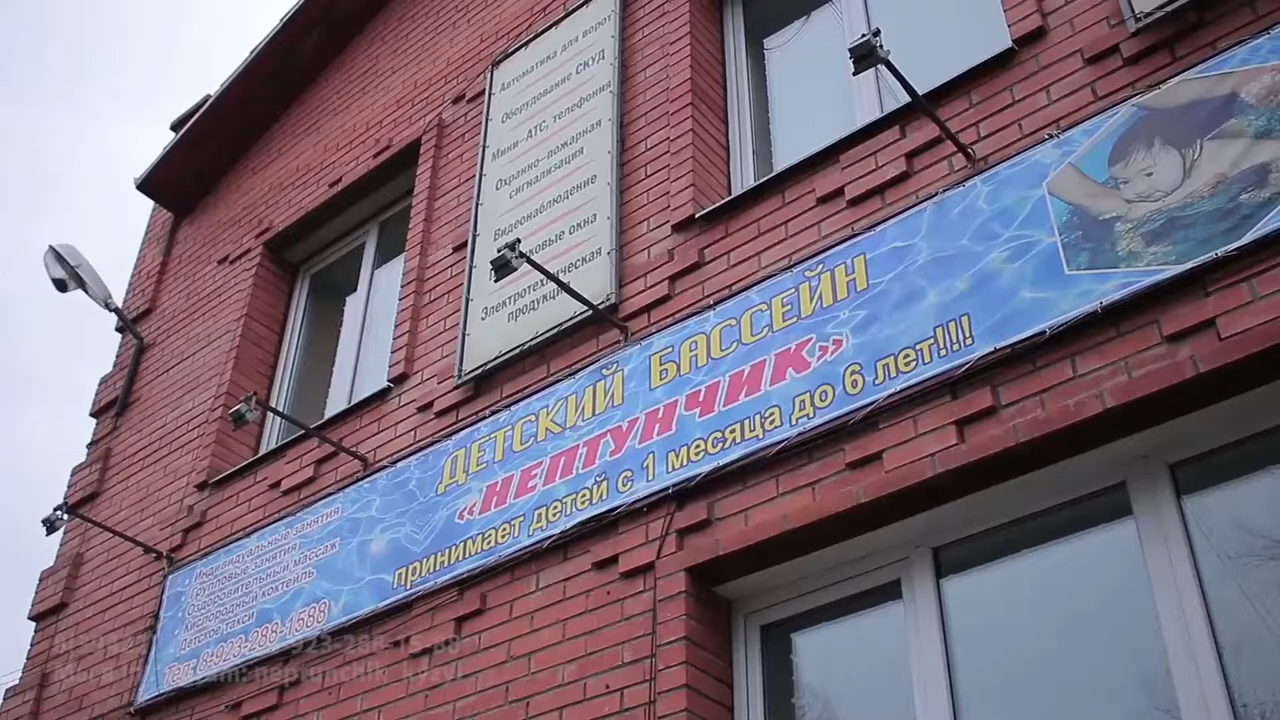 Автоматика для ворот
Оборудование СКУД
Мини-АТС, телефония
Охранно-пожарная
сигнализация
Видеонаблюдение
окна
Электротехническая
продукция
ДЕТСКИЙ БАССЕЙН
«НЕПТУНЧИК»
принимает детей с 1 месяца до 6 лет!!!
- Индивидуальные занятия
- Групповые занятия
- Оздоровительный массаж
- Кислородный коктейль
- Детское такси
Тел: 8-923-288-1588